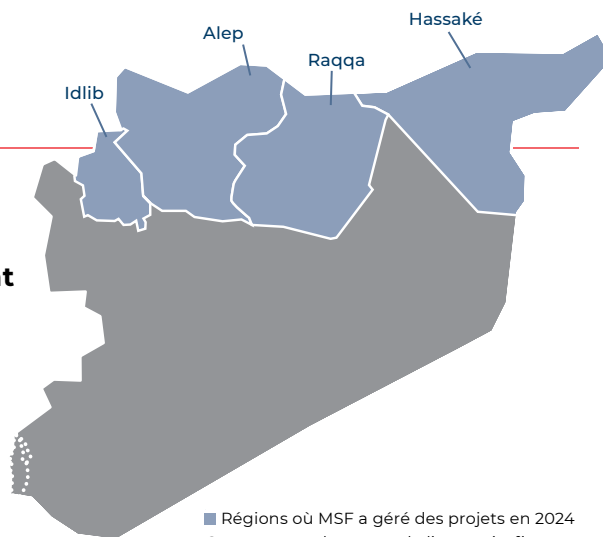 Hassaké
Alep
Raqqa
Idlib
Régions où MSF a géré des projets en 2024